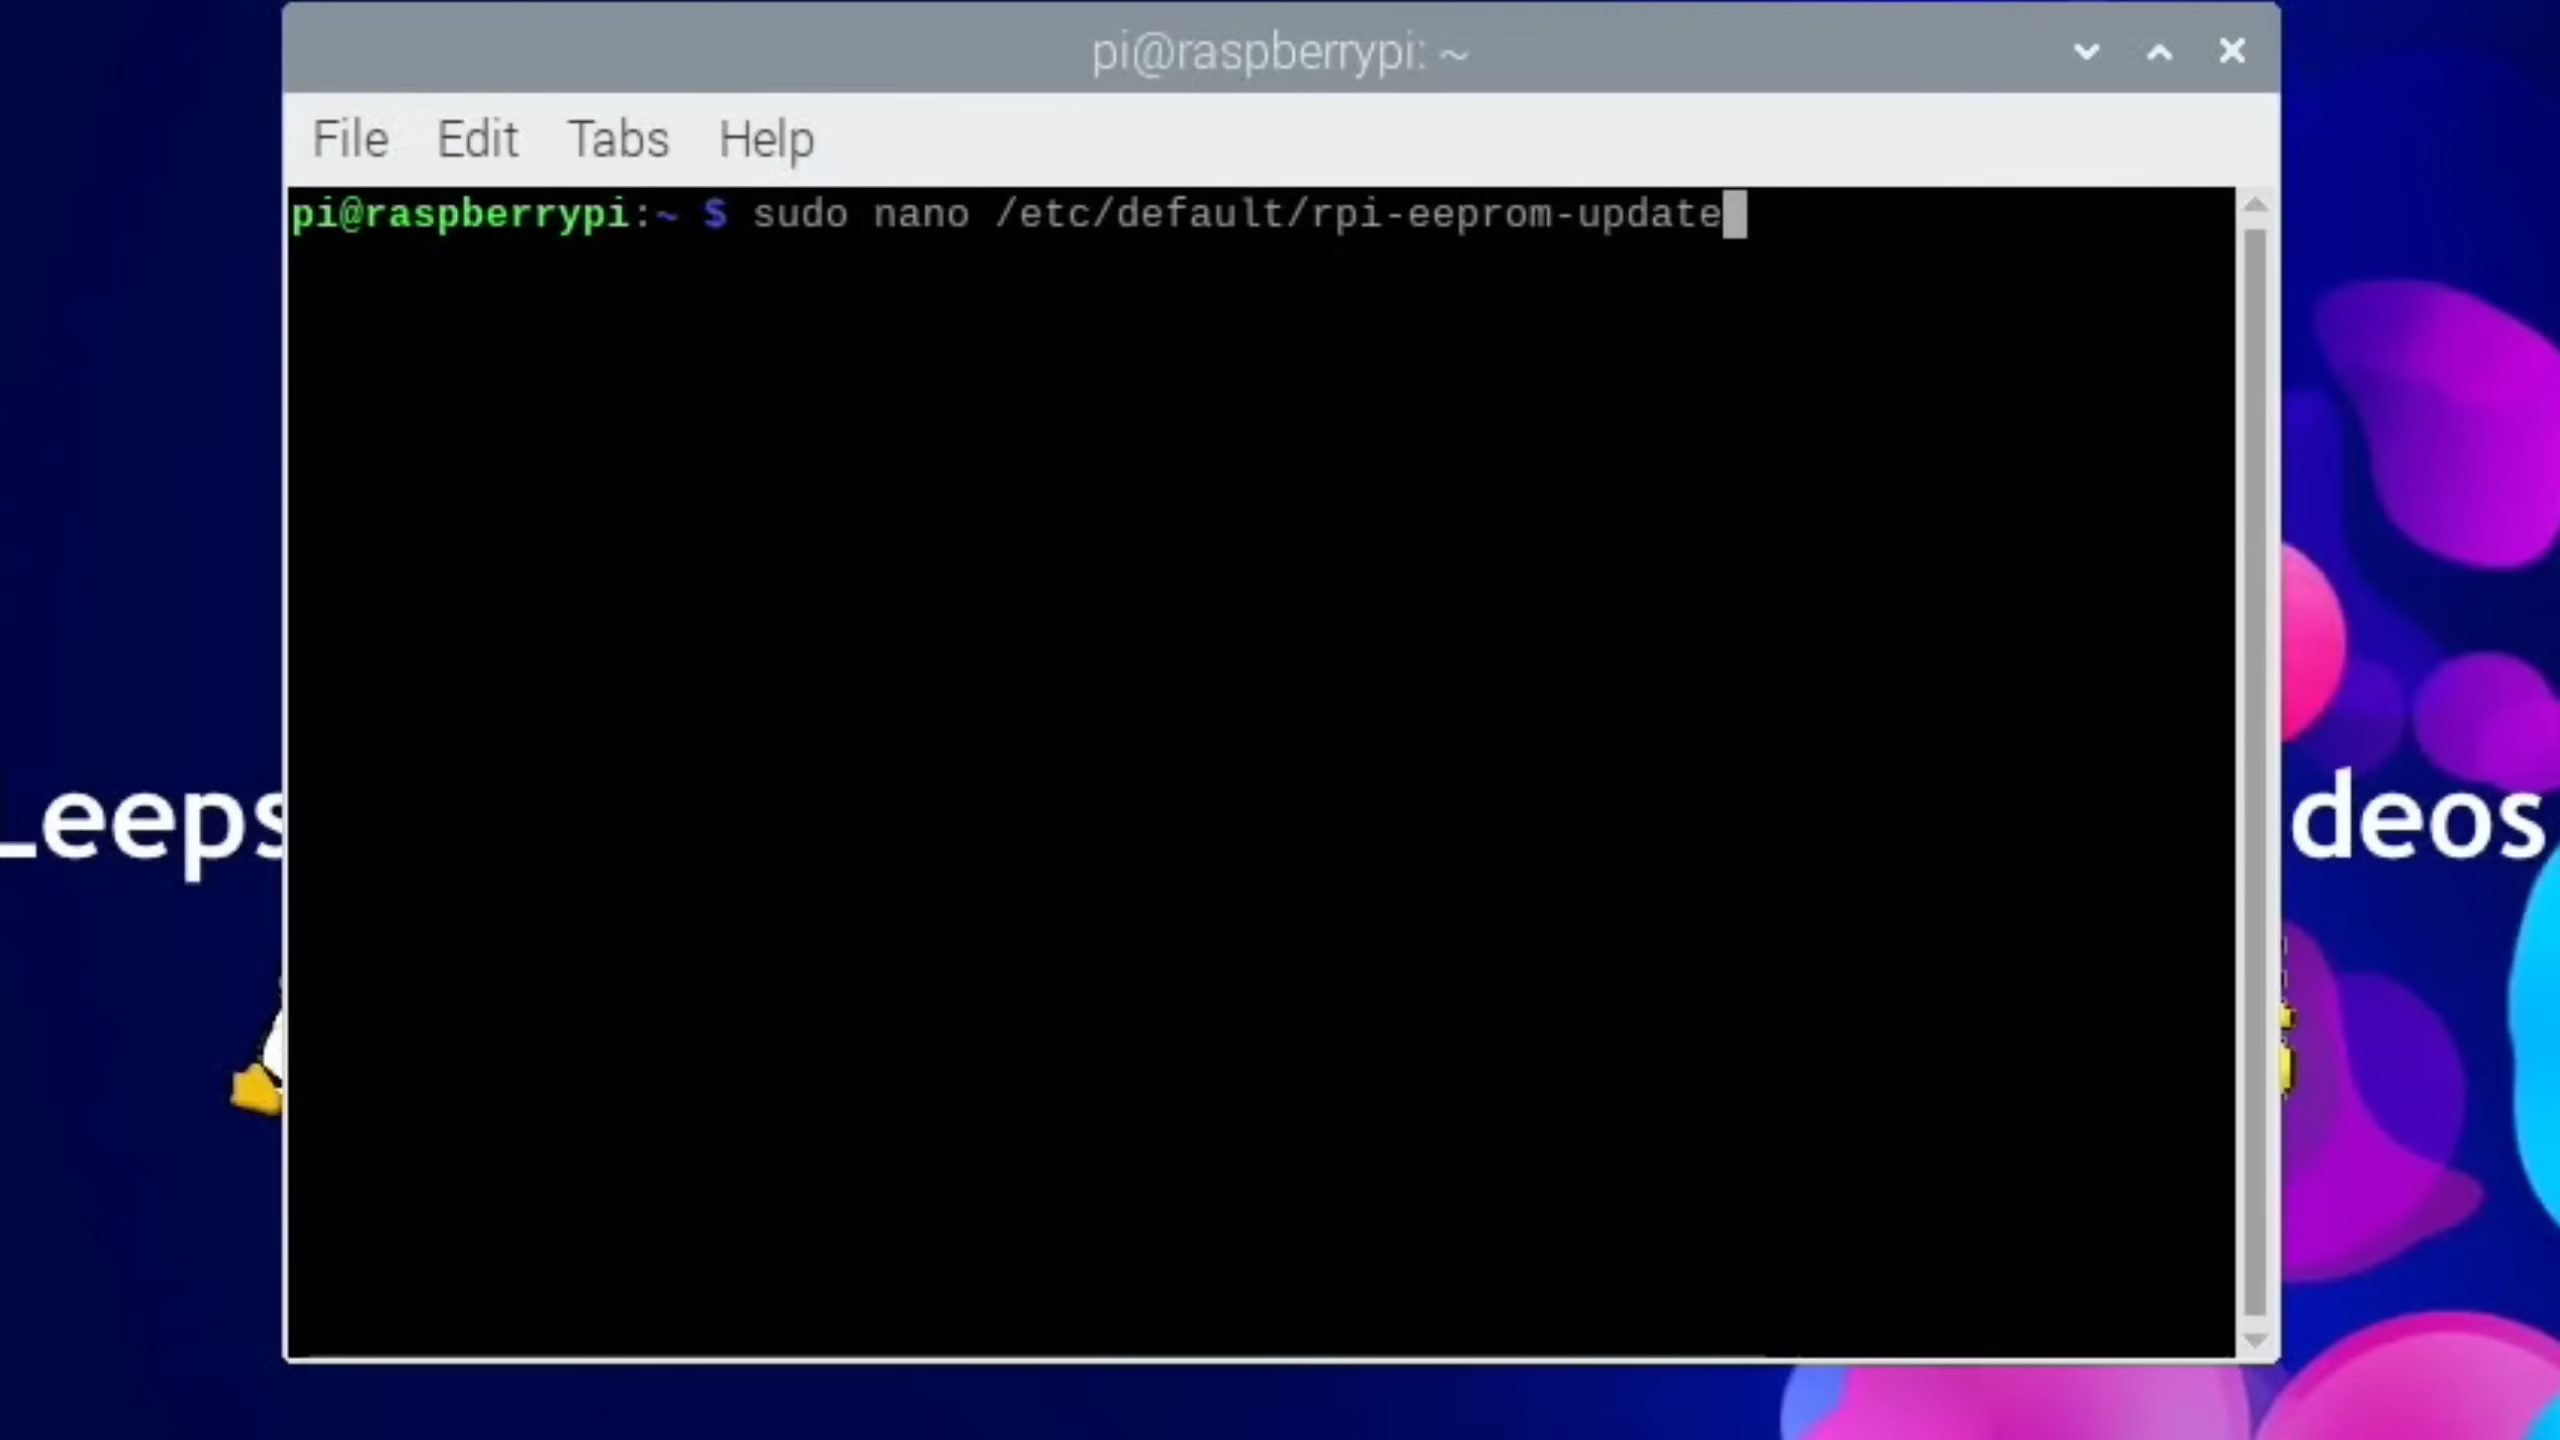 pi@raspberrypi: ~
File Edit Tabs Help
pi@raspberrypi:~ $ sudo nano /etc/default/rpi-eeprom-update
Leeps
deos